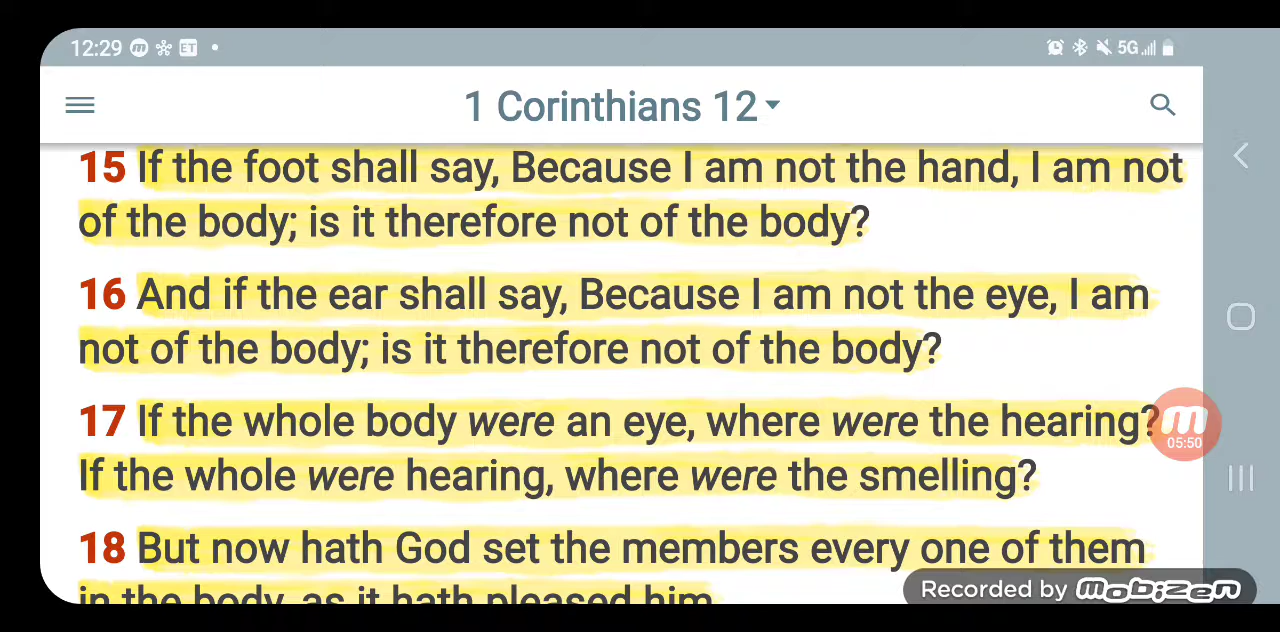 12:29 m ET
5G
1 Corinthians 12
15 If the foot shall say, Because I am not the hand, I am not
of the body; is it therefore not of the body?
16 And if the ear shall say, Because I am not the eye, I am
not of the body; is it therefore not of the body?
17 If the whole body were an eye, where were the hearing?
If the whole were hearing, where were the smelling?
m
05:50
18 But now hath God set the members every one of them
in the body, as it hath pleased him
Recorded by mobizen